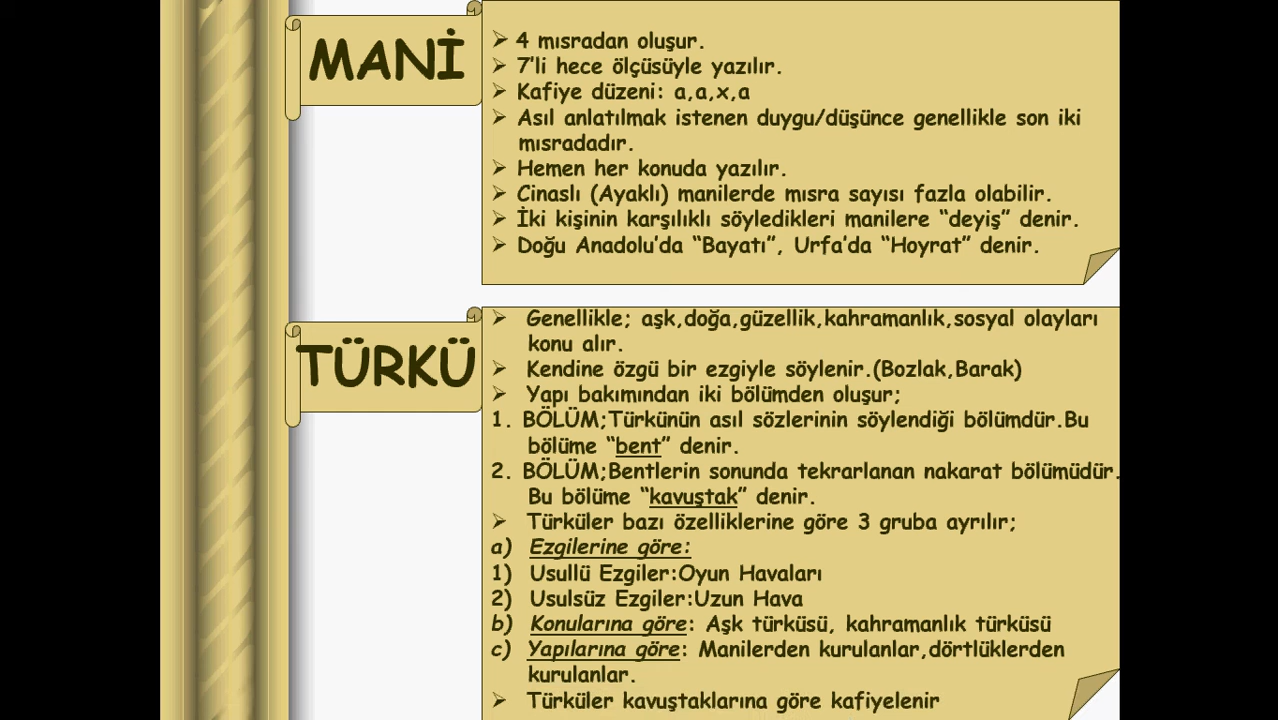 MANİ
➢ 4 mısradan oluşur.
➢ 7'li hece ölçüsüyle yazılır.
➢ Kafiye düzeni: a,a,x,a
➢ Asıl anlatılmak istenen duygu/düşünce genellikle son iki
mısradadır.
➢ Hemen her konuda yazılır.
➢ Cinaslı (Ayaklı) manilerde mısra sayısı fazla olabilir.
➢ İki kişinin karşılıklı söyledikleri manilere “deyiş” denir.
➢ Doğu Anadolu'da “Bayatı”, Urfa'da “Hoyrat” denir.
TÜRKÜ
➢ Genellikle; aşk,doğa,güzellik,kahramanlık,sosyal olayları
konu alır.
➢ Kendine özgü bir ezgiyle söylenir.(Bozlak,Barak)
➢ Yapı bakımından iki bölümden oluşur;
1. BÖLÜM;Türkünün asıl sözlerinin söylendiği bölümdür.Bu
bölüme “bent” denir.
2. BÖLÜM;Bentlerin sonunda tekrarlanan nakarat bölümüdür.
Bu bölüme “kavuştak” denir.
➢ Türküler bazı özelliklerine göre 3 gruba ayrılır;
a) Ezgilerine göre:
1) Usullü Ezgiler:Oyun Havaları
2) Usulsüz Ezgiler:Uzun Hava
b) Konularına göre: Aşk türküsü, kahramanlık türküsü
c) Yapılarına göre: Manilerden kurulanlar,dörtlüklerden
kurulanlar.
➢ Türküler kavuştaklarına göre kafiyelenir